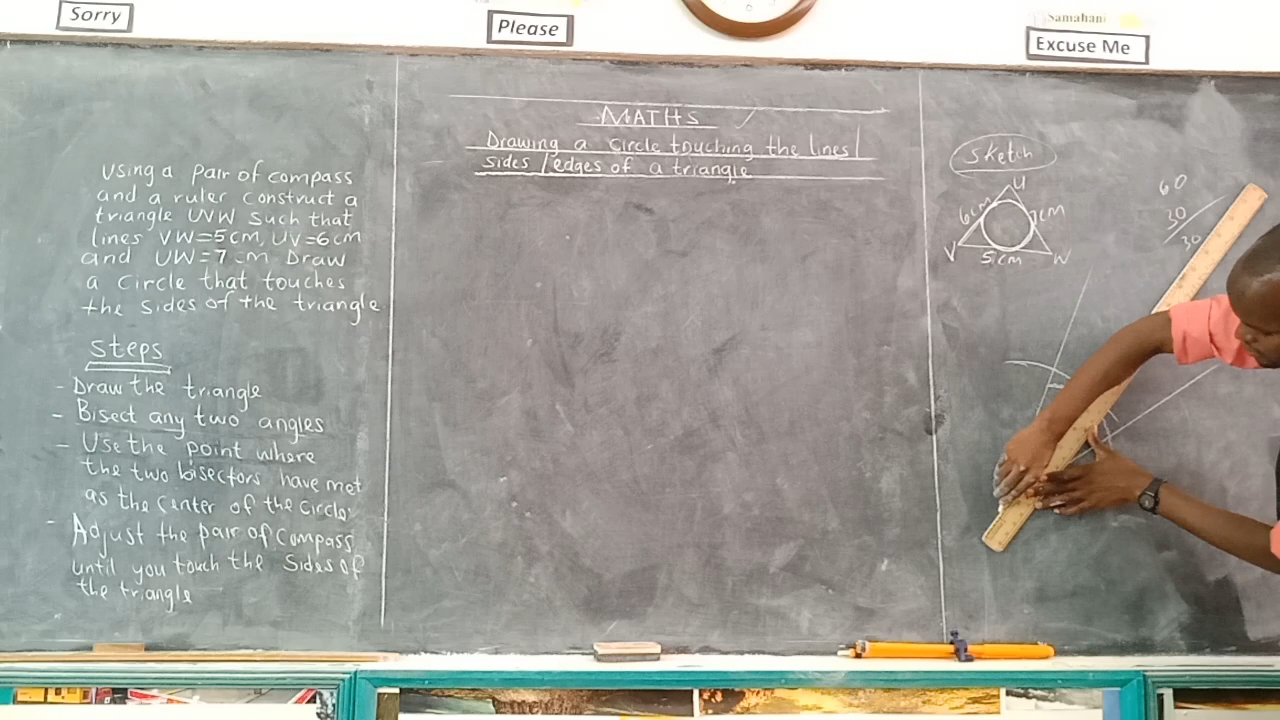 Sorry
Please
Samahani
Excuse Me
MATHS
Drawing a circle touching the lines/
sides /edges of a triangle
Using a pair of compass
and a ruler construct a
triangle UVW such that
lines VW=5cm, UV=6cm
and UW=7cm Draw
a circle that touches
the sides of the triangle
Steps
- Draw the triangle
- Bisect any two angles
- Use the point where
the two bisectors have met
as the center of the circle.
- Adjust the pair of compass
until you touch the sides of
the triangle
Sketch
U
6cm
7cm
V
5cm
W
60
30
30